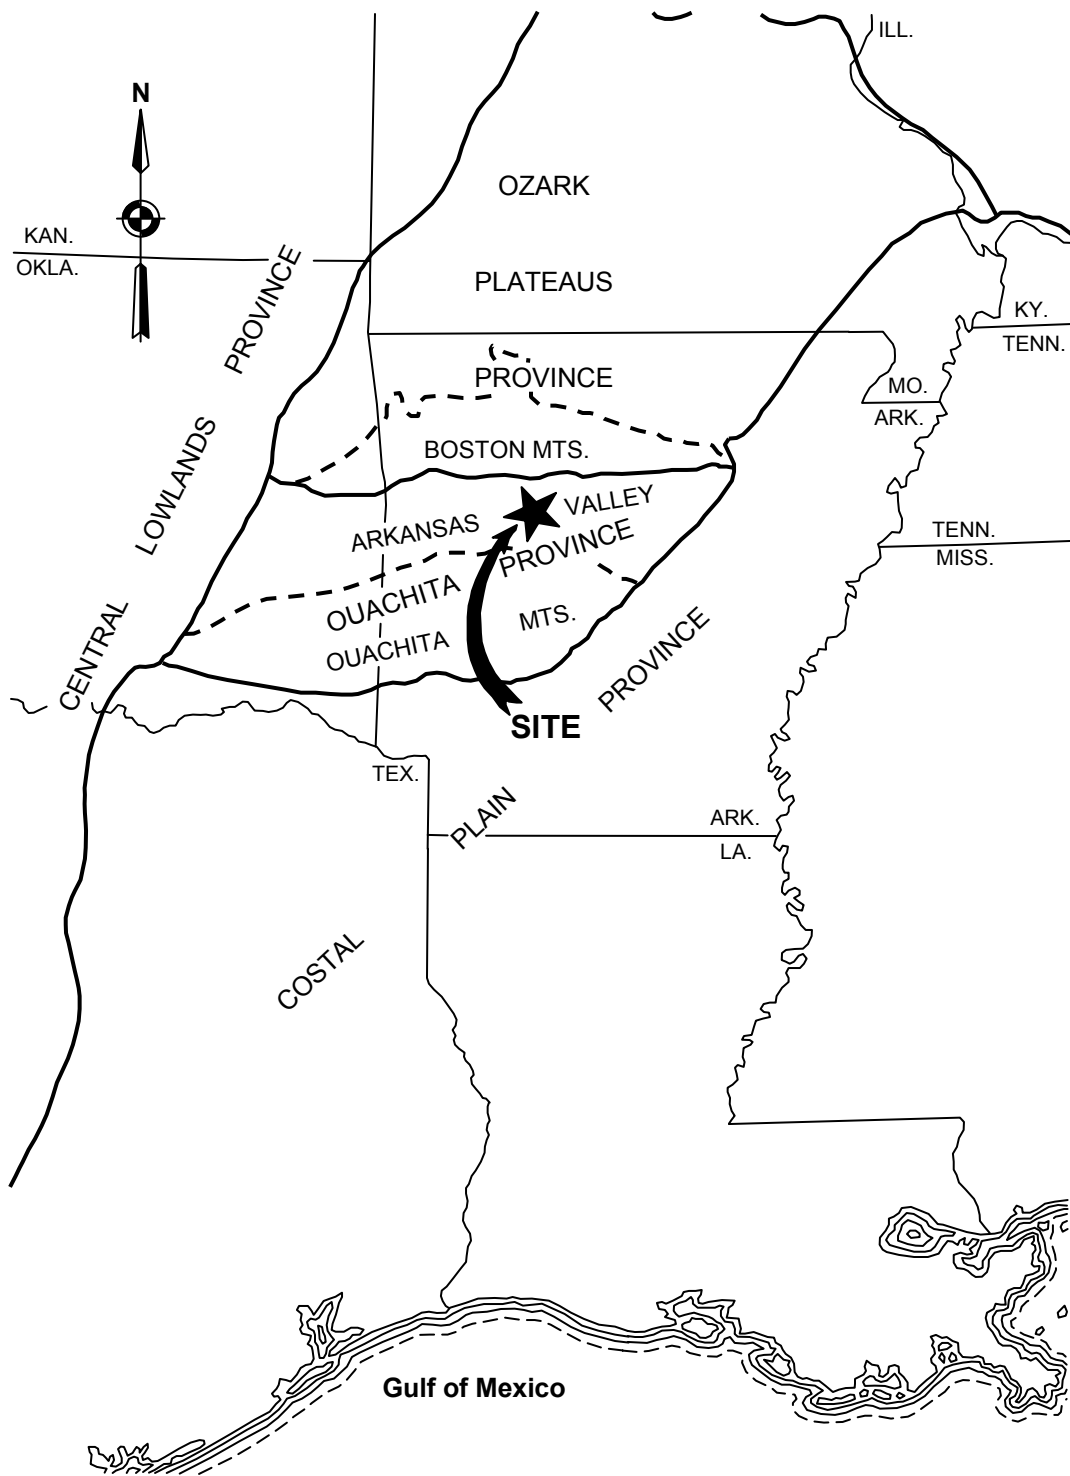 ILL.
N
OZARK
KAN.
OKLA.
PLATEAUS
PROVINCE
KY.
TENN.
PROVINCE
MO.
ARK.
BOSTON MTS.
LOWLANDS
ARKANSAS
VALLEY
PROVINCE
TENN.
MISS.
OUACHITA
MTS.
OUACHITA
CENTRAL
PROVINCE
SITE
TEX.
PLAIN
ARK.
LA.
COSTAL
Gulf of Mexico